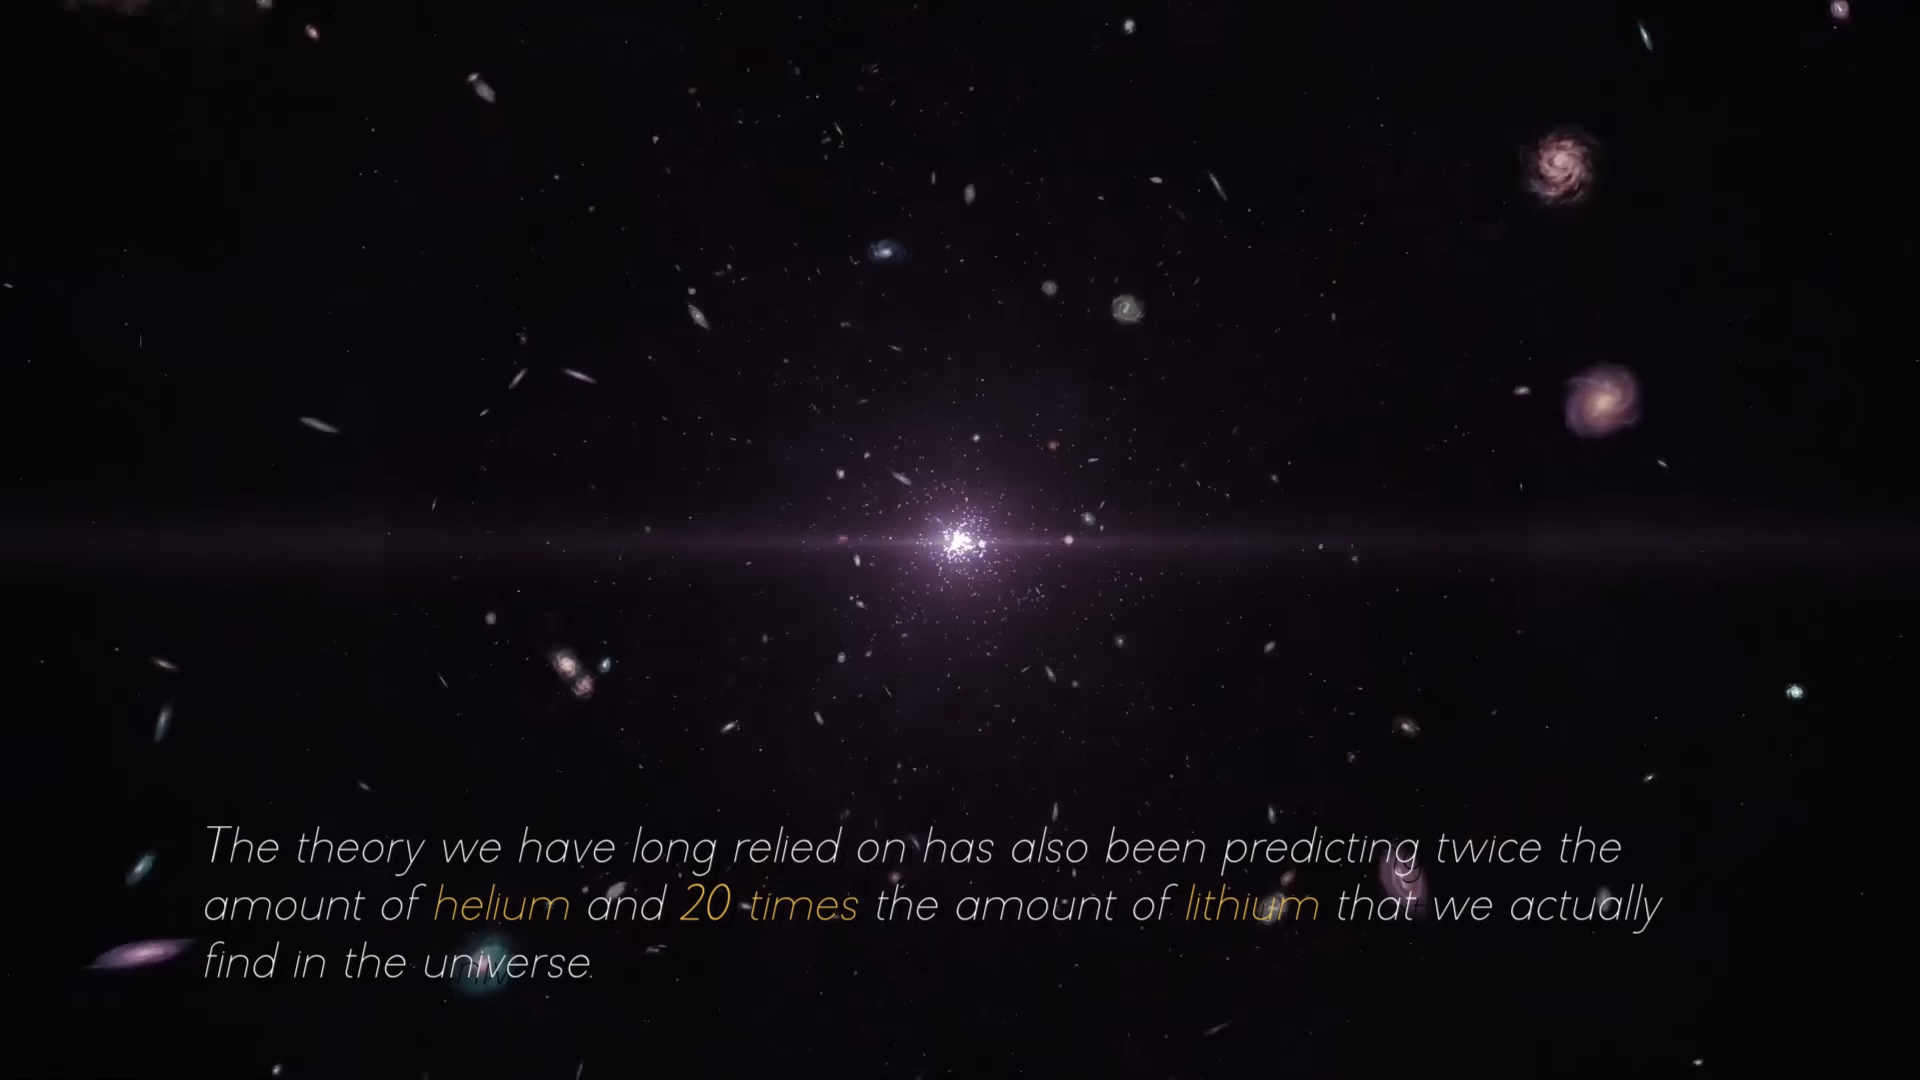 The theory we have long relied on has also been predicting twice the
amount of helium and 20 times the amount of lithium that we actually
find in the universe.